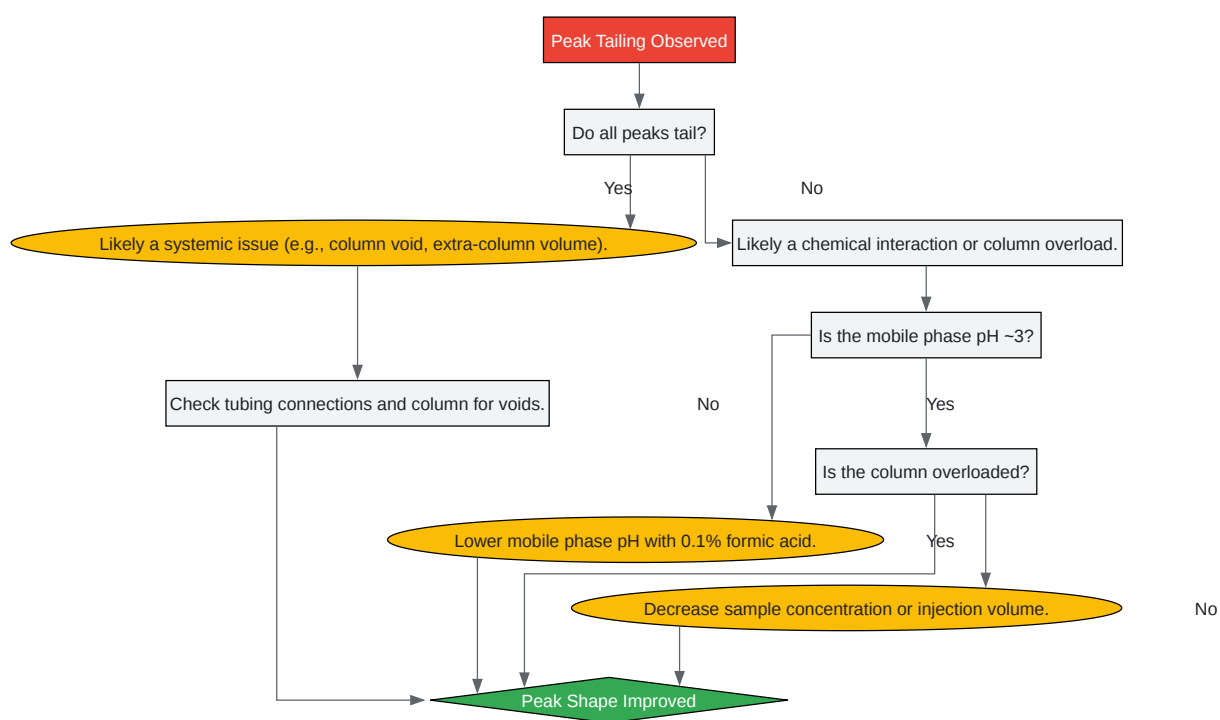 Peak Tailing Observed
Do all peaks tail?
Yes
No
Likely a systemic issue (e.g., column void, extra-column volume).
Likely a chemical interaction or column overload.
Is the mobile phase pH ~3?
Check tubing connections and column for voids.
No
Yes
Is the column overloaded?
Lower mobile phase pH with 0.1% formic acid.
Yes
Decrease sample concentration or injection volume.
No
Peak Shape Improved